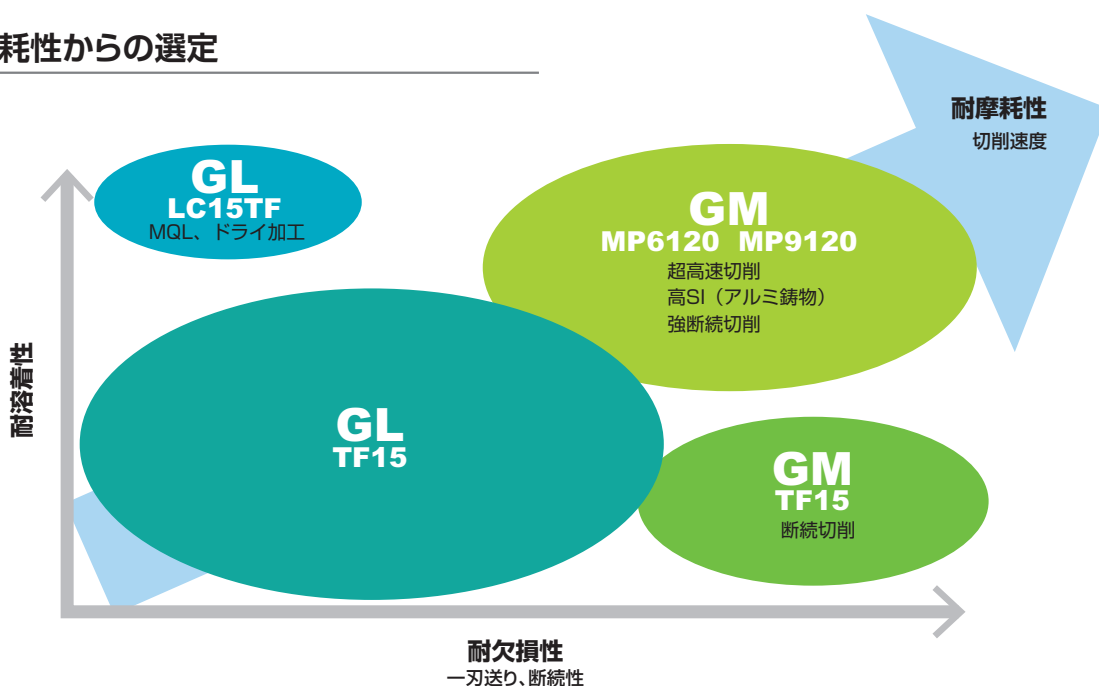 耗性からの選定
耐摩耗性
切削速度
GL
LC15TF
MQL、ドライ加工
GM
MP6120 MP9120
超高速切削
高SI（アルミ鋳物）
強断続切削
耐溶着性
GL
TF15
GM
TF15
断続切削
耐欠損性
一刃送り、断続性